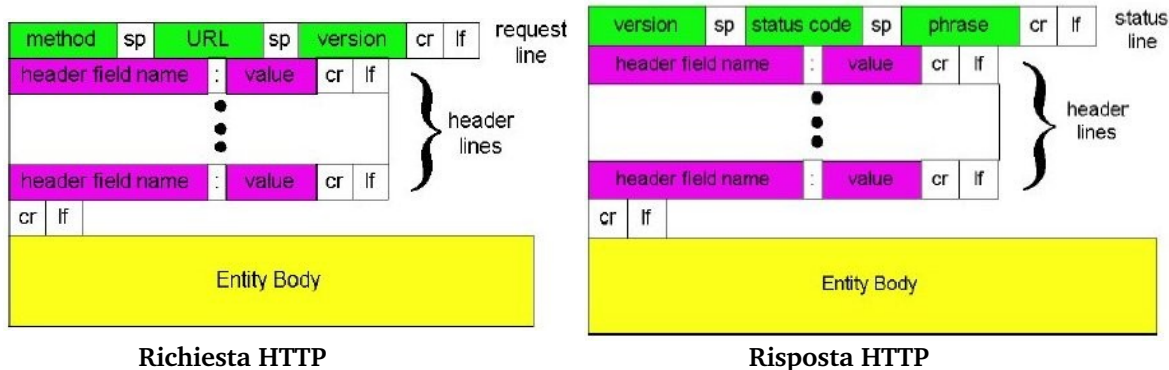 method sp URL sp version cr lf
request line
header field name : value cr lf
header lines
header field name : value cr lf
cr lf
Entity Body
Richiesta HTTP
version sp status code sp phrase cr lf
status line
header field name : value cr lf
header lines
header field name : value cr lf
cr lf
Entity Body
Risposta HTTP